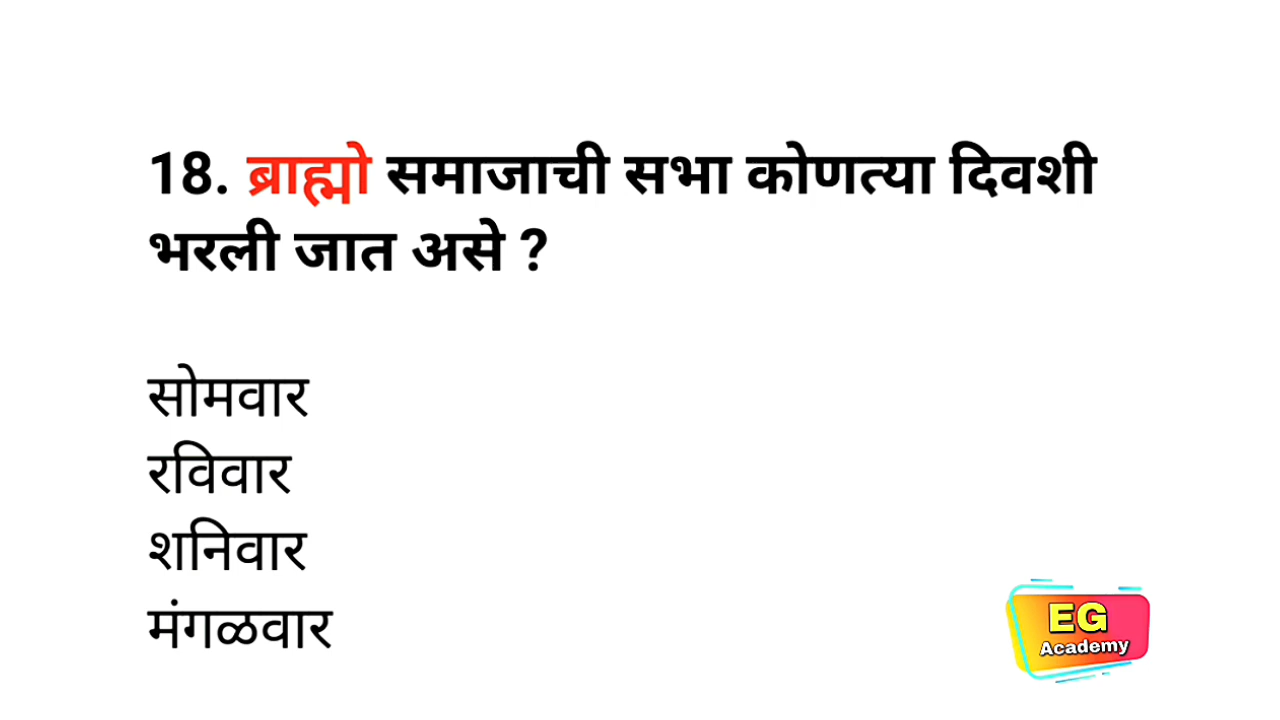 18. ब्राह्मो समाजाची सभा कोणत्या दिवशी
भरली जात असे ?
सोमवार
रविवार
शनिवार
मंगळवार
EG
Academy